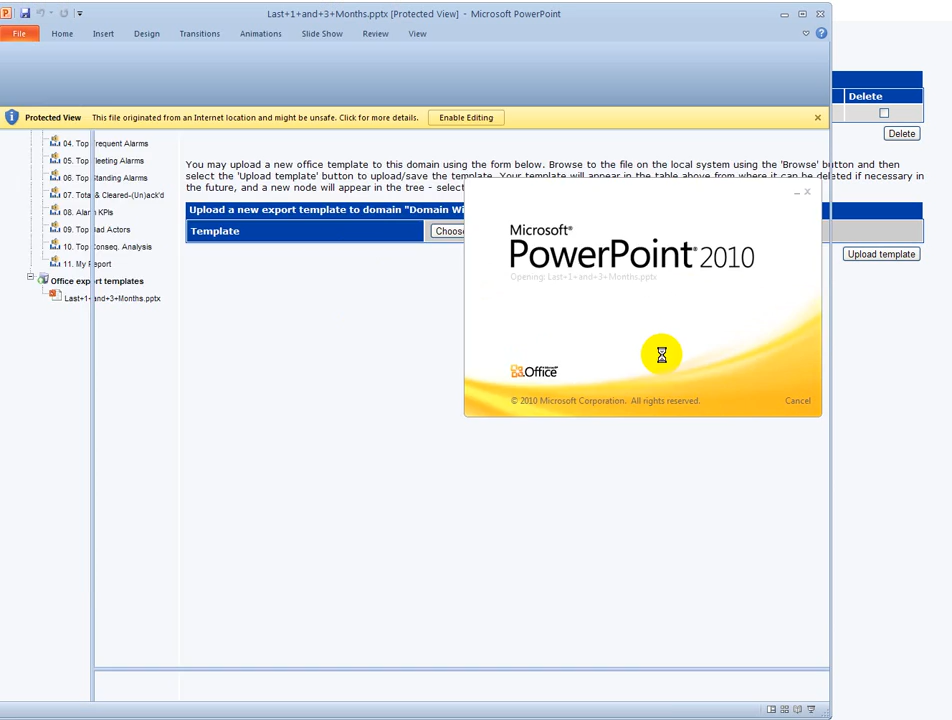 Last+1+and+3+Months.pptx [Protected View] - Microsoft PowerPoint
File Home Insert Design Transitions Animations Slide Show Review View
Protected View This file originated from an Internet location and might be unsafe. Click for more details. Enable Editing
Delete
Delete
04. Top Frequent Alarms
05. Top Fleeting Alarms
06. Top Standing Alarms
07. Total & Cleared-(Un)ack'd
08. Alarm KPIs
09. Top Bad Actors
10. Top Conseq. Analysis
11. My Report
Office export templates
Last+1+and+3+Months.pptx
You may upload a new office template to this domain using the form below. Browse to the file on the local system using the 'Browse' button and then
select the 'Upload template' button to upload/save the template. Your template will appear in the table above from where it can be deleted if necessary in
the future, and a new node will appear in the tree - select
Upload a new export template to domain "Domain Wi
Template Choose
Upload template
Microsoft®
PowerPoint® 2010
Opening: Last+1+and+3+Months.pptx
Microsoft®
Office
© 2010 Microsoft Corporation. All rights reserved. Cancel